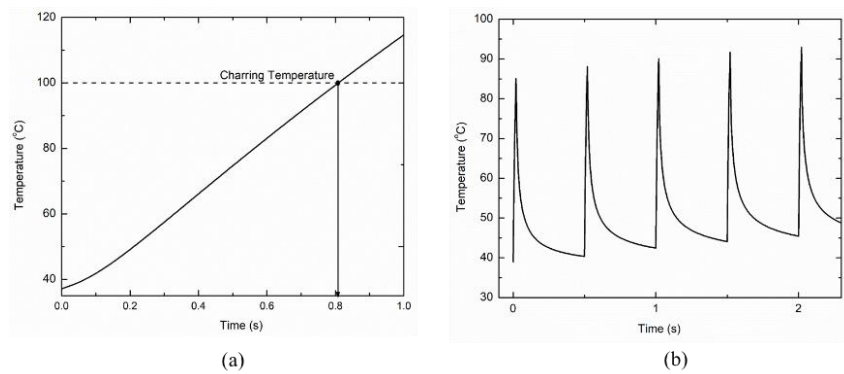 120
100
80
60
40
Temperature (°C)
Charring Temperature
0.0 0.2 0.4 0.6 0.8 1.0
Time (s)
(a)
100
90
80
70
60
50
40
30
Temperature (°C)
0 1 2
Time (s)
(b)